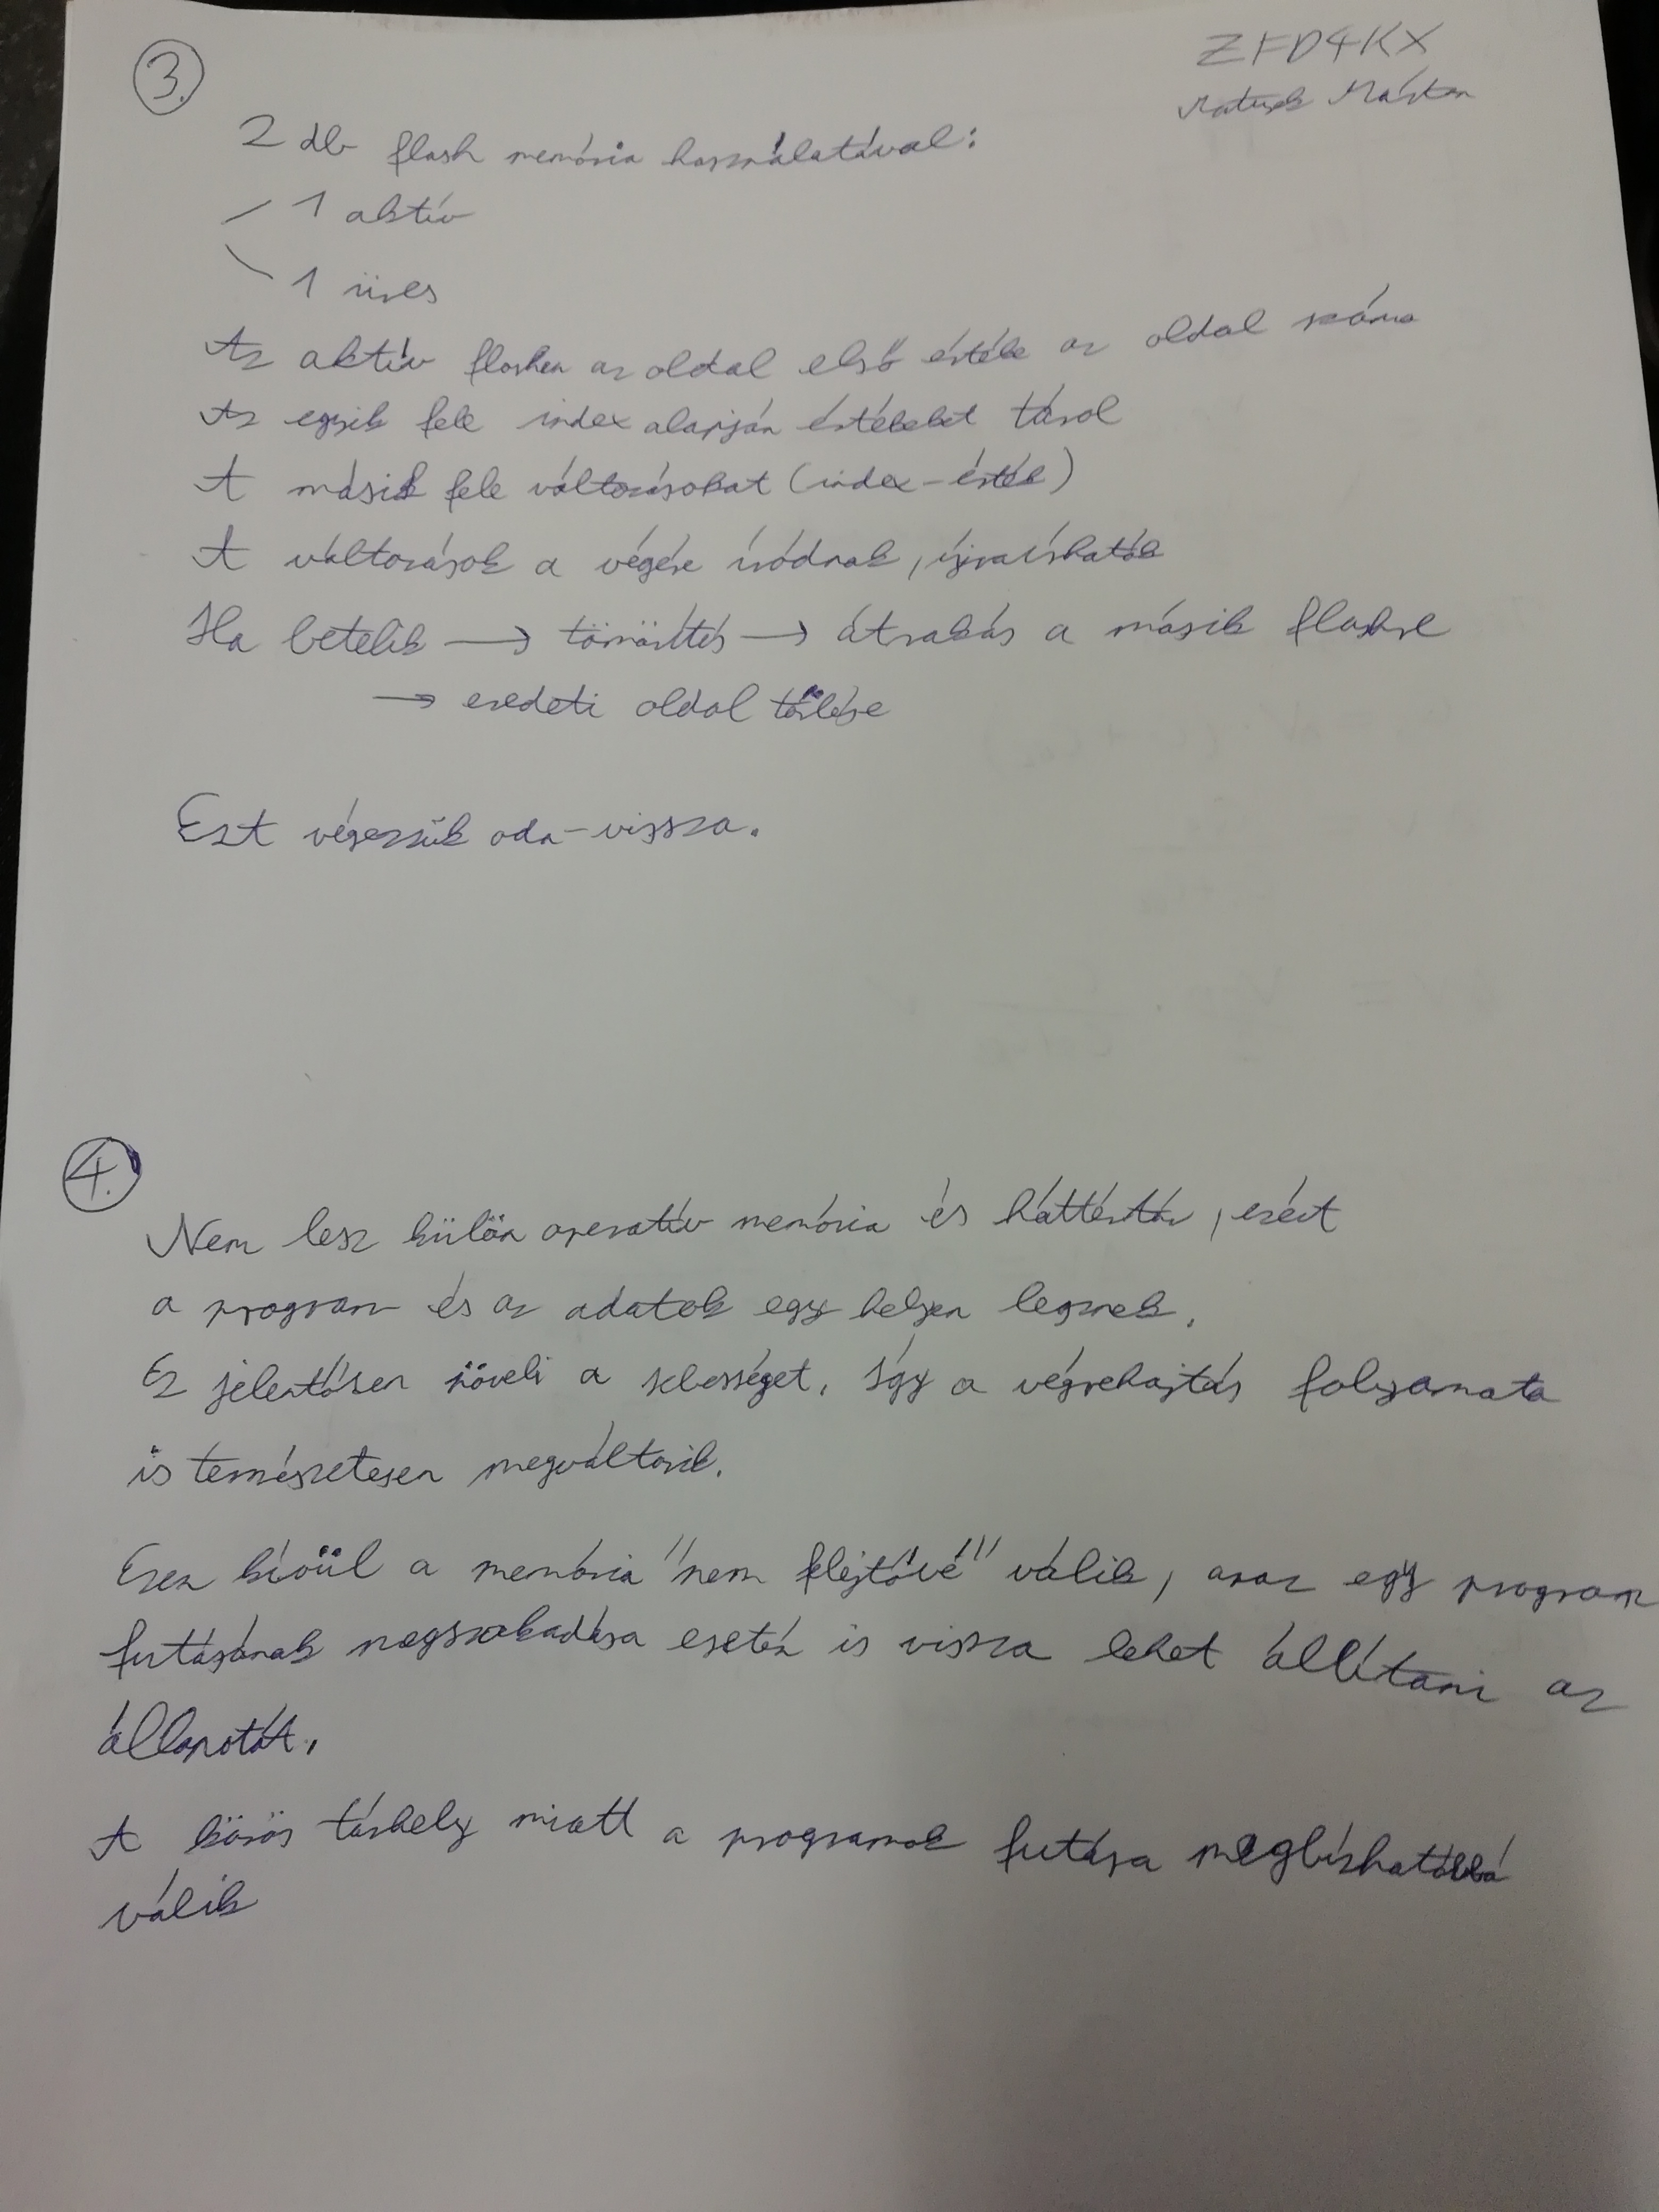 ZFD4KX
Matusek Márton
3.
2 db flash memória használatával:
1 aktív
1 üres
Az aktív flashen az oldal első értéke az oldal száma
Az egyik fele index alapján értékeket tárol
A másik fele változásokat (index-érték)
A változások a végére íródnak, újraírhatók
Ha betelik → tömörítés → átrakás a másik flashre
→ eredeti oldal törlése
Ezt végezzük oda-vissza.
4.
Nem lesz külön operatív memória és háttértár, ezért
a program és az adatok egy helyen lesznek.
Ez jelentősen növeli a sebességet. Így a végrehajtás folyamata
is természetesen megváltozik.
Ezen kívül a memória "nem felejtővé" válik, azaz egy program
futásának megszakadása esetén is vissza lehet állítani az
állapotát.
A közös tárhely miatt a programok futása megbízhatóbbá
válik